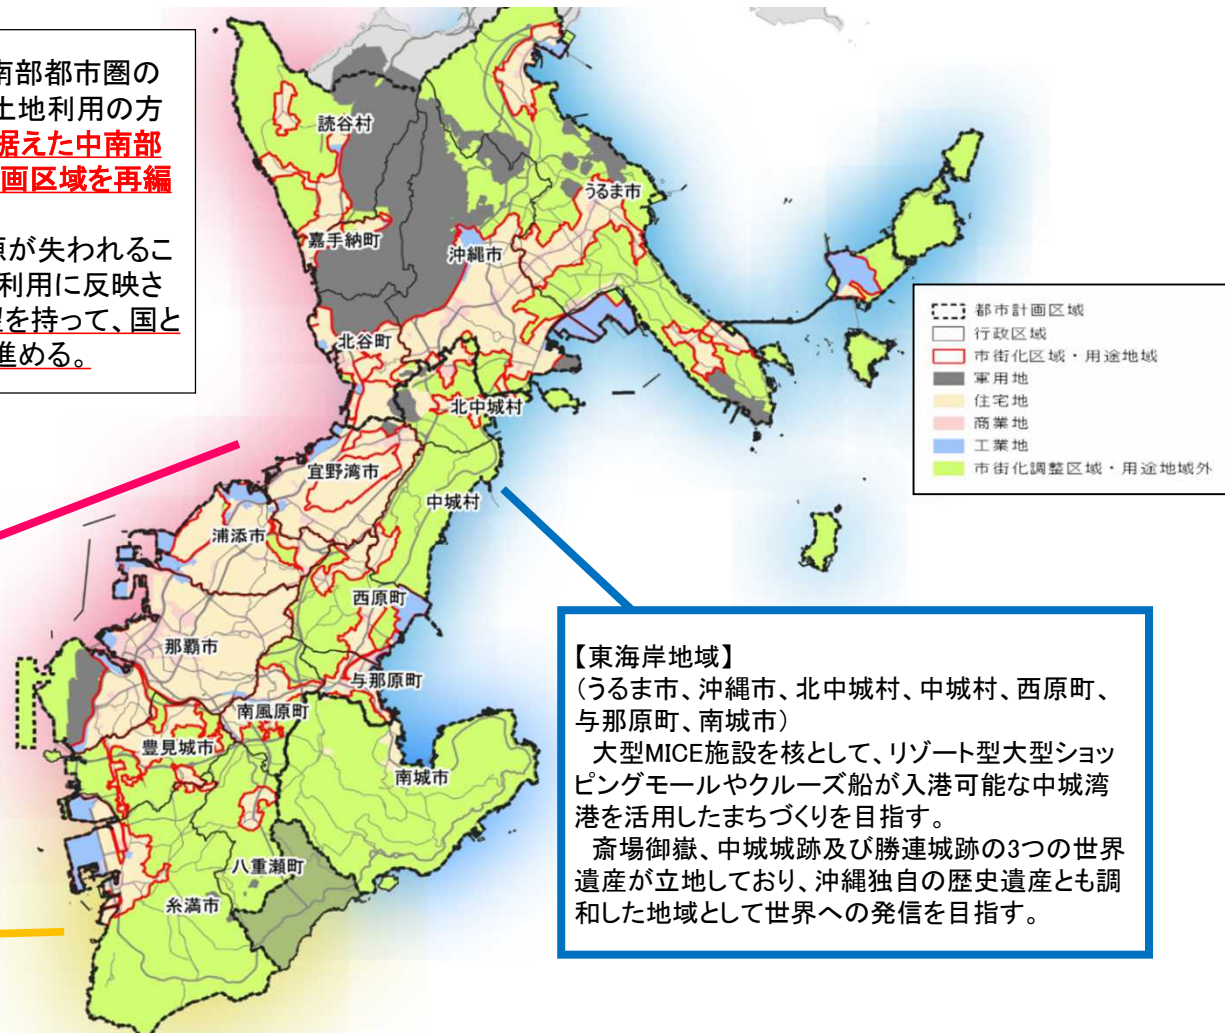 南部都市圏の
土地利用の方
据えた中南部
画区域を再編
が失われるこ
利用に反映さ
を持って、国と
進める。
読谷村
うるま市
嘉手納町
沖縄市
北谷町
北中城村
宜野湾市
中城村
浦添市
西原町
那覇市
与那原町
南風原町
豊見城市
南城市
八重瀬町
糸満市
都市計画区域
行政区域
市街化区域・用途地域
軍用地
住宅地
商業地
工業地
市街化調整区域・用途地域外
【東海岸地域】
(うるま市、沖縄市、北中城村、中城村、西原町、
与那原町、南城市)
大型MICE施設を核として、リゾート型大型ショッ
ピングモールやクルーズ船が入港可能な中城湾
港を活用したまちづくりを目指す。
斎場御嶽、中城城跡及び勝連城跡の3つの世界
遺産が立地しており、沖縄独自の歴史遺産とも調
和した地域として世界への発信を目指す。